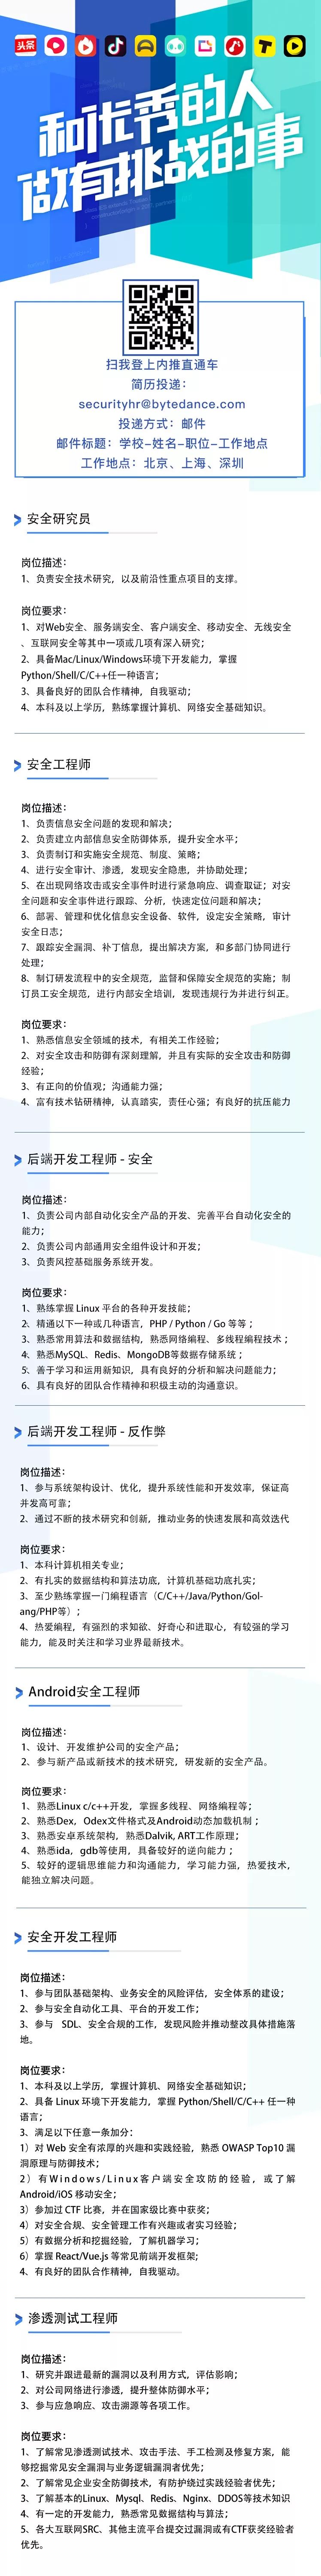 头条
和优秀的人
做有挑战的事
扫我登上内推直通车
简历投递：
securityhr@bytedance.com
投递方式：邮件
邮件标题：学校-姓名-职位-工作地点
工作地点：北京、上海、深圳
安全研究员
岗位描述：
1、负责安全技术研究，以及前沿性重点项目的支撑。
岗位要求：
1、对Web安全、服务端安全、客户端安全、移动安全、无线安全
、互联网安全等其中一项或几项有深入研究；
2、具备Mac/Linux/Windows环境下开发能力，掌握
Python/Shell/C/C++任一种语言；
3、具备良好的团队合作精神，自我驱动；
4、本科及以上学历，熟练掌握计算机、网络安全基础知识。
安全工程师
岗位描述：
1、负责信息安全问题的发现和解决；
2、负责建立内部信息安全防御体系，提升安全水平；
3、负责制订和实施安全规范、制度、策略；
4、进行安全审计、渗透，发现安全隐患，并协助处理；
5、在出现网络攻击或安全事件时进行紧急响应、调查取证；对安
全问题和安全事件进行跟踪、分析，快速定位问题和解决；
6、部署、管理和优化信息安全设备、软件，设定安全策略，审计
安全日志；
7、跟踪安全漏洞、补丁信息，提出解决方案，和多部门协同进行
处理；
8、制订研发流程中的安全规范，监督和保障安全规范的实施；制
订员工安全规范，进行内部安全培训，发现违规行为并进行纠正。
岗位要求：
1、熟悉信息安全领域的技术，有相关工作经验；
2、对安全攻击和防御有深刻理解，并且有实际的安全攻击和防御
经验；
3、有正向的价值观；沟通能力强；
4、富有技术钻研精神，认真踏实，责任心强；有良好的抗压能力
后端开发工程师 - 安全
岗位描述：
1、负责公司内部自动化安全产品的开发、完善平台自动化安全的
能力；
2、负责公司内部通用安全组件设计和开发；
3、负责风控基础服务系统开发。
岗位要求：
1、熟练掌握 Linux 平台的各种开发技能；
2、精通以下一种或几种语言，PHP / Python / Go 等等；
3、熟悉常用算法和数据结构，熟悉网络编程、多线程编程技术；
4、熟悉MySQL、Redis、MongoDB等数据存储系统；
5、善于学习和运用新知识，具有良好的分析和解决问题能力；
6、具有良好的团队合作精神和积极主动的沟通意识。
后端开发工程师 - 反作弊
岗位描述：
1、参与系统架构设计、优化，提升系统性能和开发效率，保证高
并发高可靠；
2、通过不断的技术研究和创新，推动业务的快速发展和高效迭代
岗位要求：
1、本科计算机相关专业；
2、有扎实的数据结构和算法功底，计算机基础功底扎实；
3、至少熟练掌握一门编程语言（C/C++/Java/Python/Gol-
ang/PHP等）；
4、热爱编程，有强烈的求知欲、好奇心和进取心，有较强的学习
能力，能及时关注和学习业界最新技术。
Android安全工程师
岗位描述：
1、设计、开发维护公司的安全产品；
2、参与新产品或新技术的技术研究，研发新的安全产品。
岗位要求：
1、熟悉Linux c/c++开发，掌握多线程、网络编程等；
2、熟悉Dex，Odex文件格式及Android动态加载机制；
3、熟悉安卓系统架构，熟悉Dalvik, ART工作原理；
4、熟悉ida，gdb等使用，具备较好的逆向能力；
5、较好的逻辑思维能力和沟通能力，学习能力强，热爱技术，
能独立解决问题。
安全开发工程师
岗位描述：
1、参与团队基础架构、业务安全的风险评估，安全体系的建设；
2、参与安全自动化工具、平台的开发工作；
3、参与 SDL、安全合规的工作，发现风险并推动整改具体措施落
地。
岗位要求：
1、本科及以上学历，掌握计算机、网络安全基础知识；
2、具备 Linux 环境下开发能力，掌握 Python/Shell/C/C++ 任一种
语言；
3、满足以下任意一条加分：
1）对 Web 安全有浓厚的兴趣和实践经验，熟悉 OWASP Top10 漏
洞原理与防御技术；
2）有Windows/Linux客户端安全攻防的经验，或了解
Android/iOS 移动安全；
3）参加过 CTF 比赛，并在国家级比赛中获奖；
4）对安全合规、安全管理工作有兴趣或者实习经验；
5）有数据分析和挖掘经验，了解机器学习；
6）掌握 React/Vue.js 等常见前端开发框架；
4、有良好的团队合作精神，自我驱动。
渗透测试工程师
岗位描述：
1、研究并跟进最新的漏洞以及利用方式，评估影响；
2、对公司网络进行渗透，提升整体防御水平；
3、参与应急响应、攻击溯源等各项工作。
岗位要求：
1、了解常见渗透测试技术、攻击手法、手工检测及修复方案，能
够挖掘常见安全漏洞与业务逻辑漏洞者优先；
2、了解常见企业安全防御技术，有防护绕过实践经验者优先；
3、了解基本的Linux、Mysql、Redis、Nginx、DDOS等技术知识
4、有一定的开发能力，熟悉常见数据结构与算法；
5、各大互联网SRC、其他主流平台提交过漏洞或有CTF获奖经验者
优先。